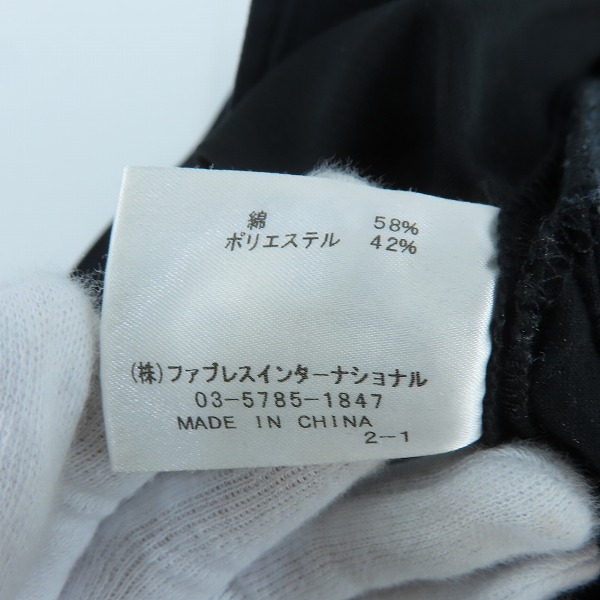 綿 58%
ポリエステル 42%
(株)ファブレスインターナショナル
03-5785-1847
MADE IN CHINA
2-1